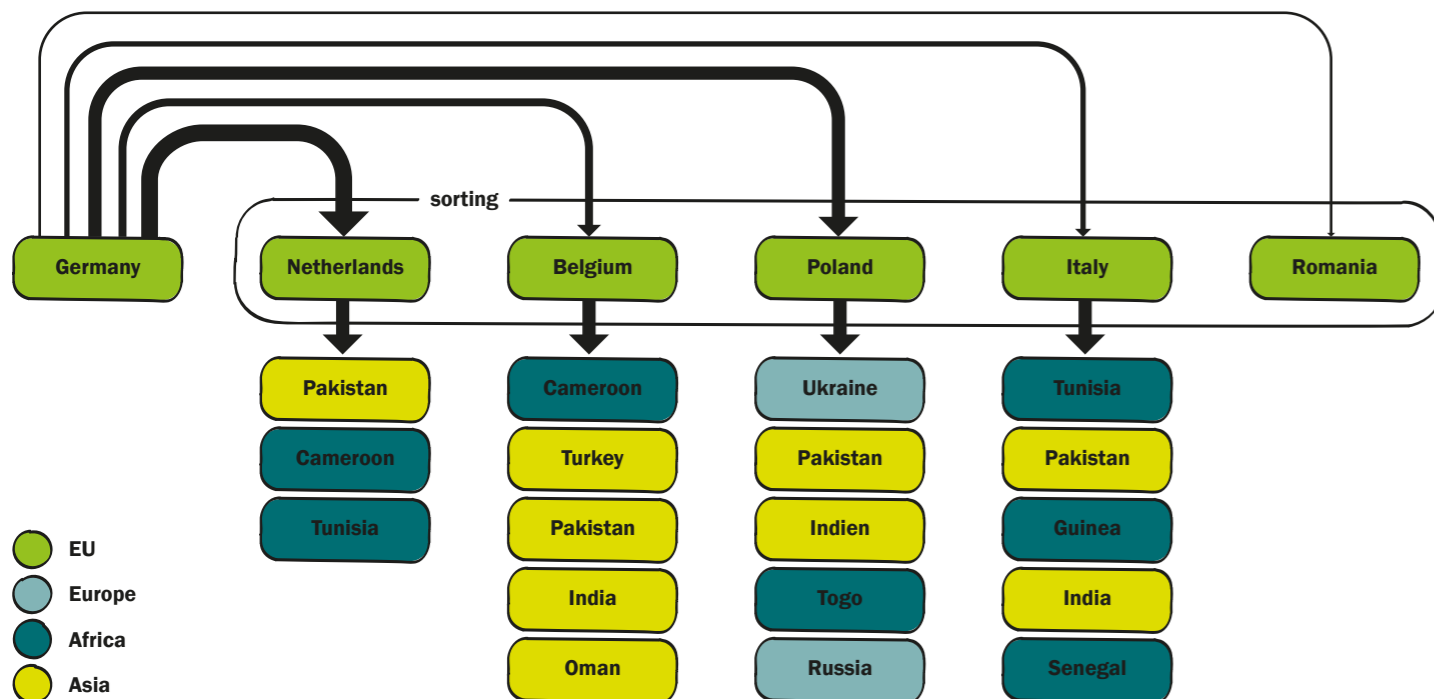 sorting
Germany
Netherlands
Belgium
Poland
Italy
Romania
Pakistan
Cameroon
Ukraine
Tunisia
Cameroon
Turkey
Pakistan
Pakistan
Tunisia
Pakistan
Indien
Guinea
EU
Europe
India
Togo
India
Africa
Oman
Russia
Senegal
Asia